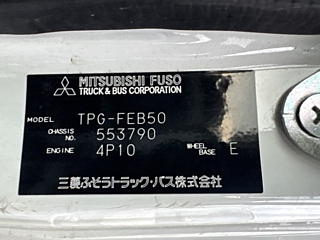 MITSUBISHI FUSO
TRUCK & BUS CORPORATION
MODEL TPG-FEB50
CHASSIS NO. 553790
ENGINE 4P10 WHEEL BASE E
三菱ふそうトラック・バス株式会社